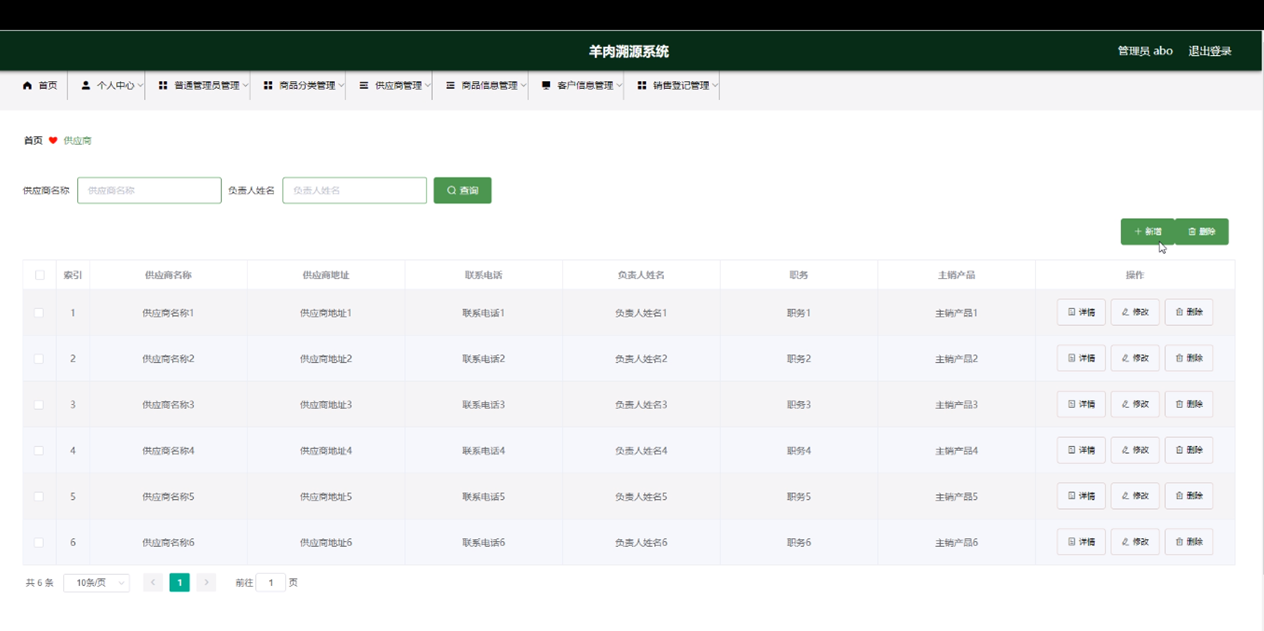 羊肉溯源系统
管理员 abo 退出登录
首页 个人中心 普通管理员管理 商品分类管理 供应商管理 商品信息管理 客户信息管理 销售登记管理
首页 供应商
供应商名称 供应商名称 负责人姓名 负责人姓名 查询
新增 删除
索引 供应商名称 供应商地址 联系电话 负责人姓名 职务 主销产品 操作
1 供应商名称1 供应商地址1 联系电话1 负责人姓名1 职务1 主销产品1 详情 修改 删除
2 供应商名称2 供应商地址2 联系电话2 负责人姓名2 职务2 主销产品2 详情 修改 删除
3 供应商名称3 供应商地址3 联系电话3 负责人姓名3 职务3 主销产品3 详情 修改 删除
4 供应商名称4 供应商地址4 联系电话4 负责人姓名4 职务4 主销产品4 详情 修改 删除
5 供应商名称5 供应商地址5 联系电话5 负责人姓名5 职务5 主销产品5 详情 修改 删除
6 供应商名称6 供应商地址6 联系电话6 负责人姓名6 职务6 主销产品6 详情 修改 删除
共 6 条 10条/页 1 前往 1 页